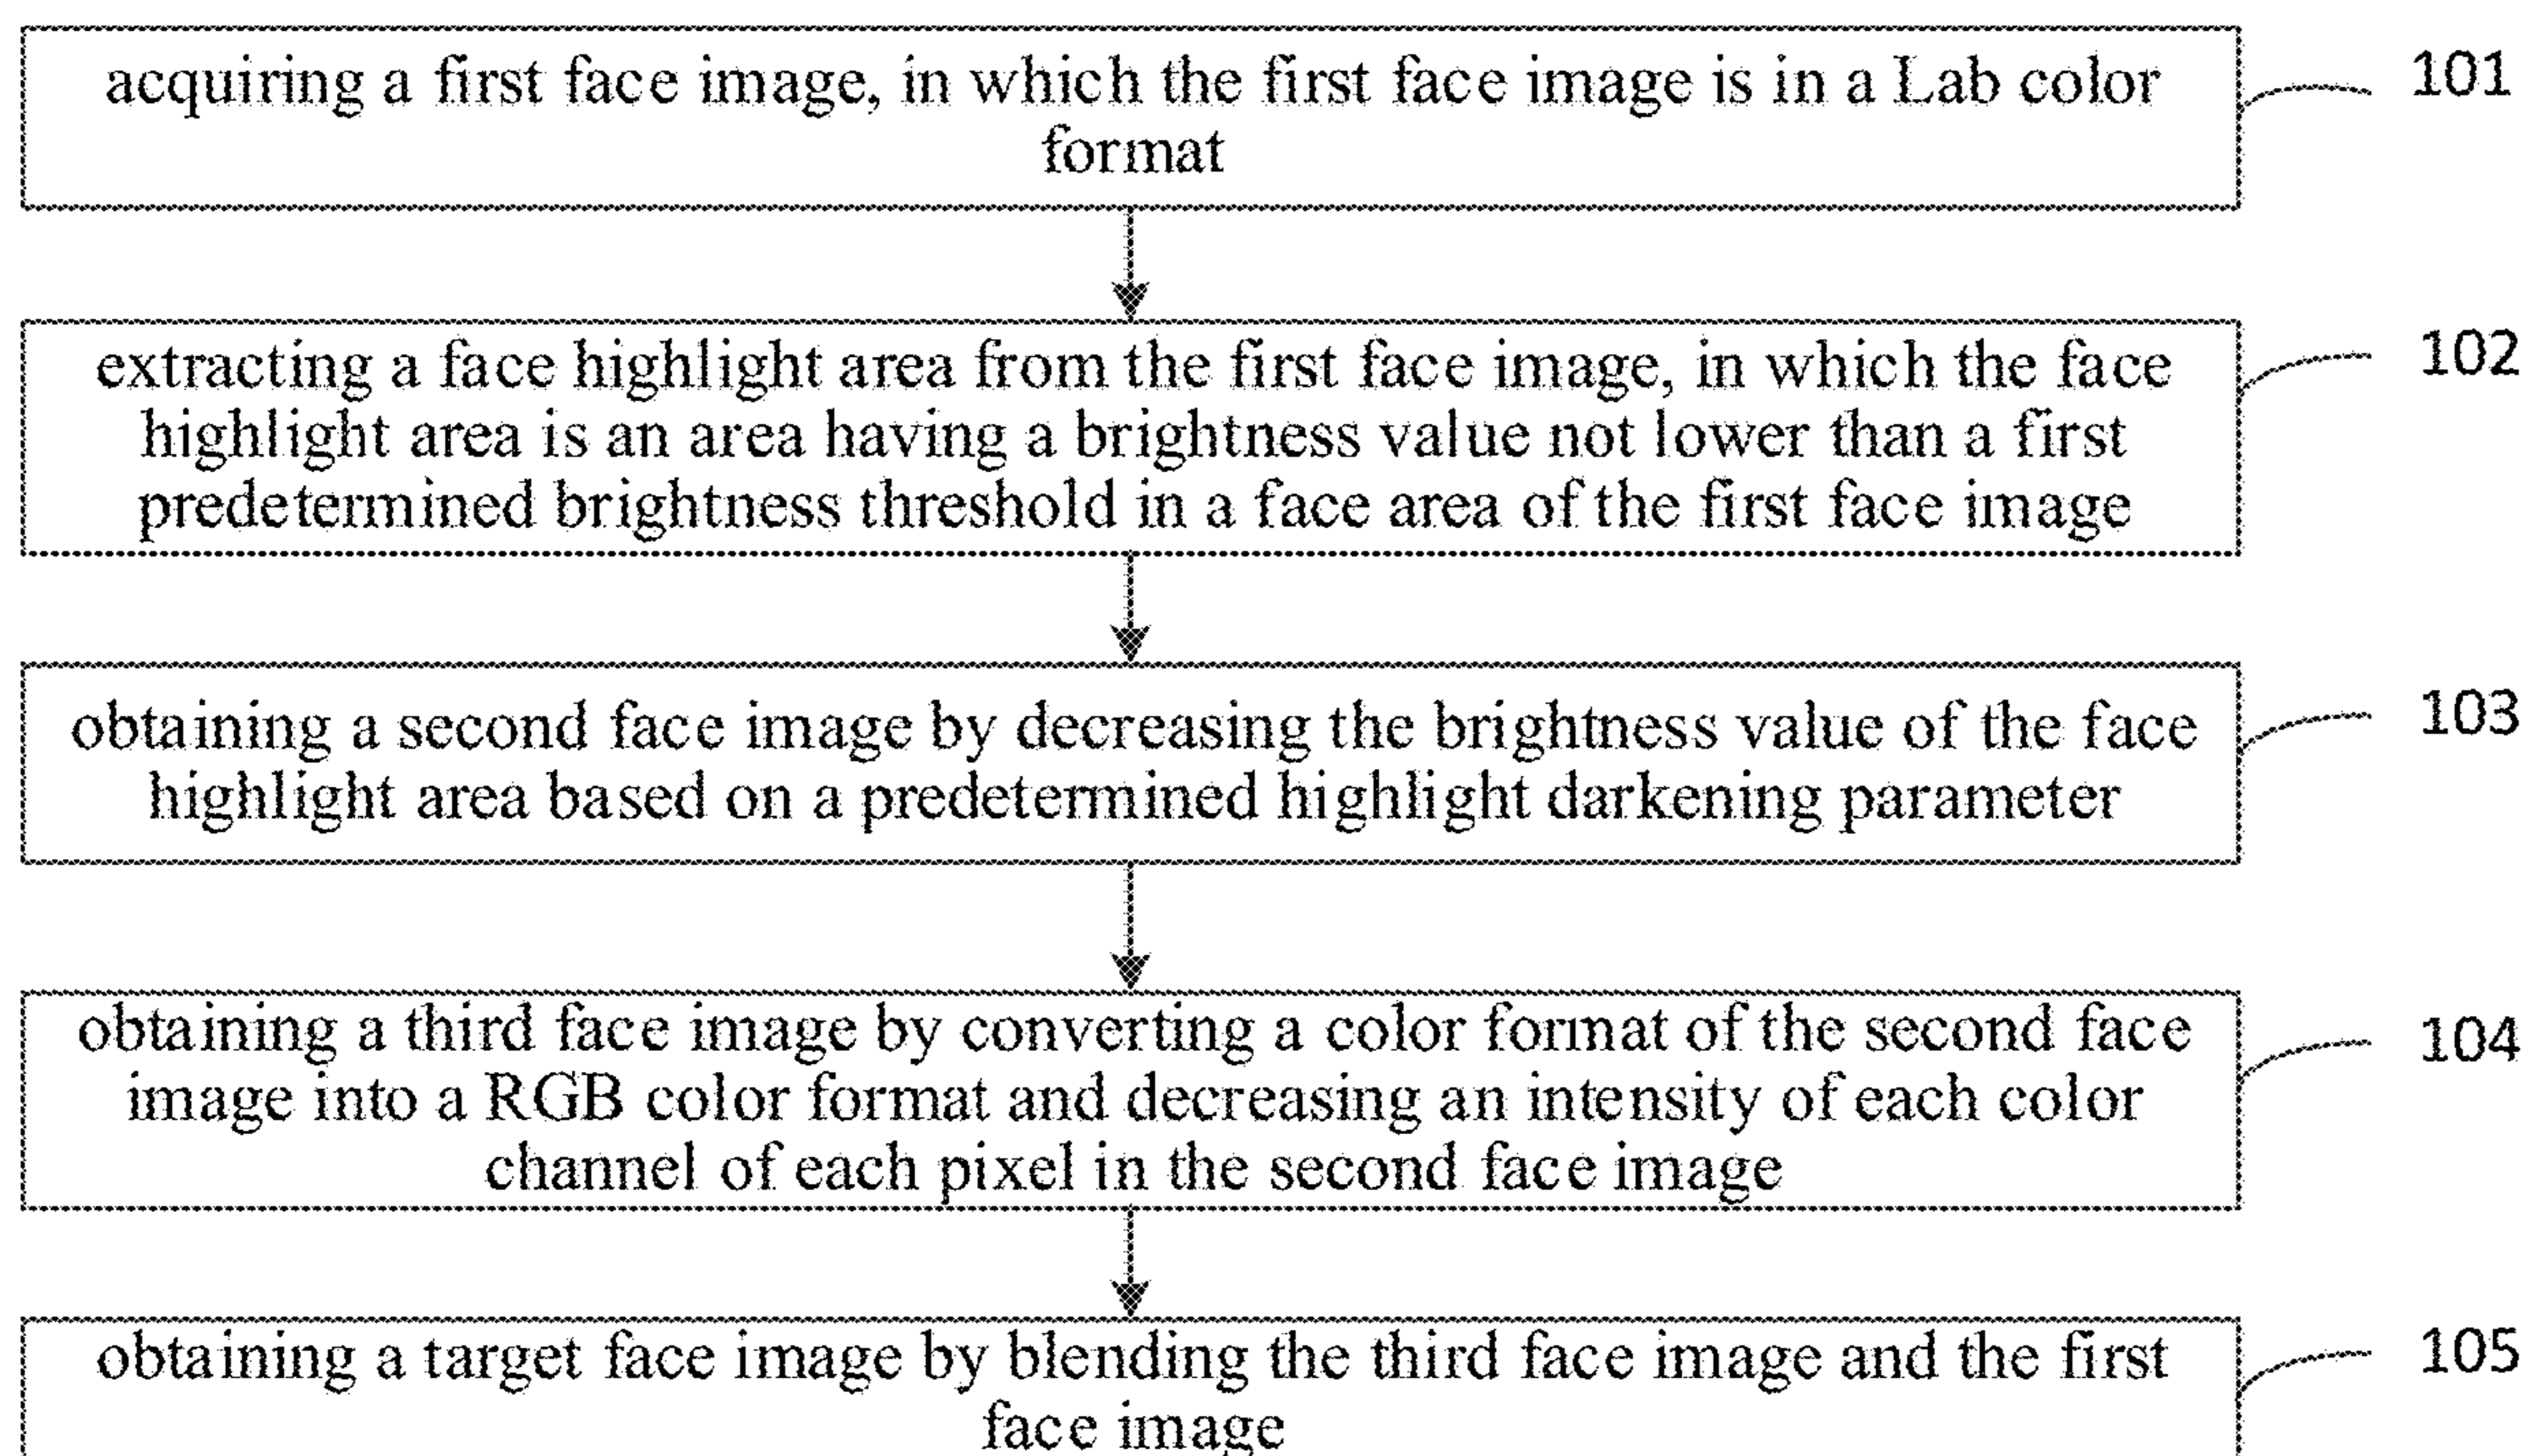 acquiring a first face image, in which the first face image is in a Lab color
format
101
extracting a face highlight area from the first face image, in which the face
highlight area is an area having a brightness value not lower than a first
predetermined brightness threshold in a face area of the first face image
102
obtaining a second face image by decreasing the brightness value of the face
highlight area based on a predetermined highlight darkening parameter
103
obtaining a third face image by converting a color format of the second face
image into a RGB color format and decreasing an intensity of each color
channel of each pixel in the second face image
104
obtaining a target face image by blending the third face image and the first
face image
105